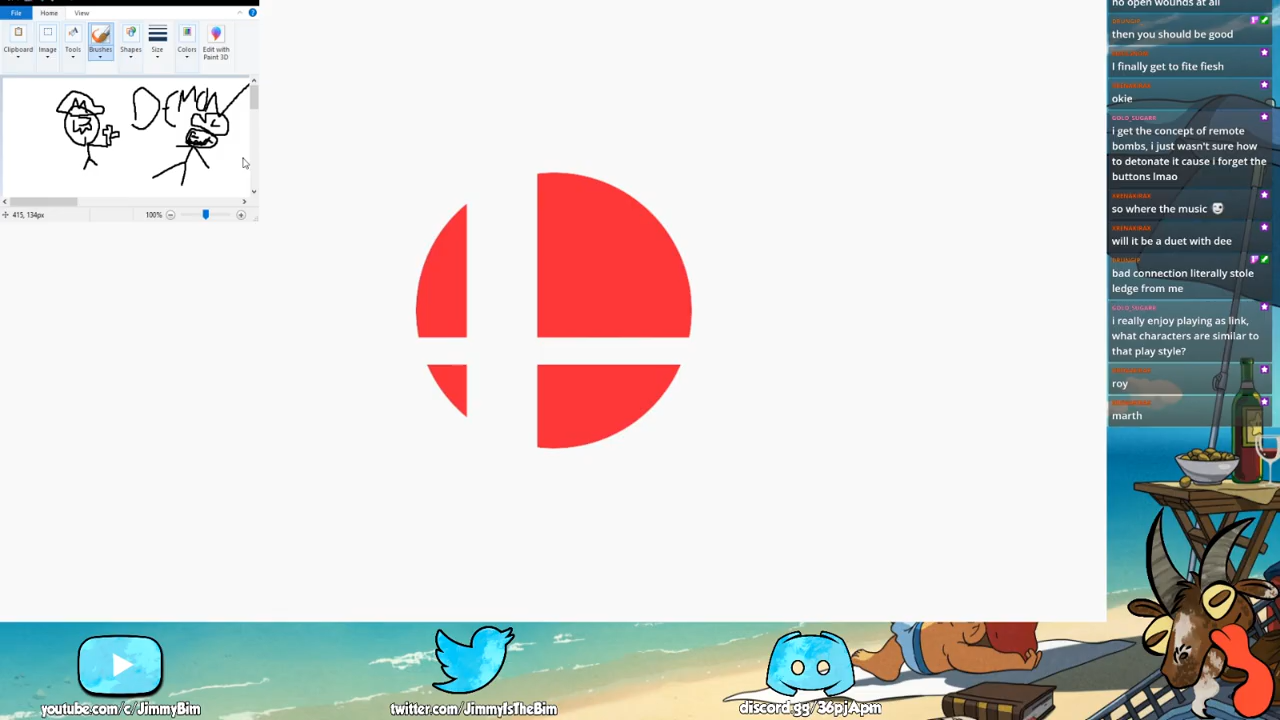 File
Home
View
Clipboard
Image
Tools
Brushes
Shapes
Size
Colors
Edit with
Paint 3D
415, 134px
100%
no open wounds at all
then you should be good
I finally get to fite fiesh
okie
GOLD_SUGARR
i get the concept of remote
bombs, i just wasn't sure how
to detonate it cause i forget the
buttons lmao
so where the music
will it be a duet with dee
bad connection literally stole
ledge from me
GOLD_SUGARR
i really enjoy playing as link,
what characters are similar to
that play style?
roy
marth
youtube.com/c/JimmyBim
twitter.com/JimmyIsTheBim
discord.gg/36pjApm